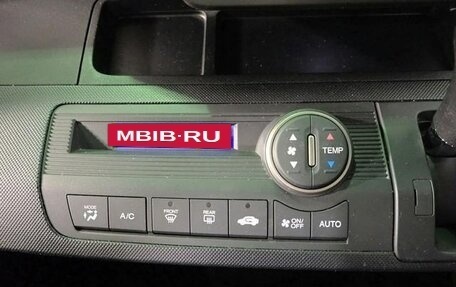 MBIB·RU
TEMP
MODE
A/C
FRONT
REAR
ON/
OFF
AUTO